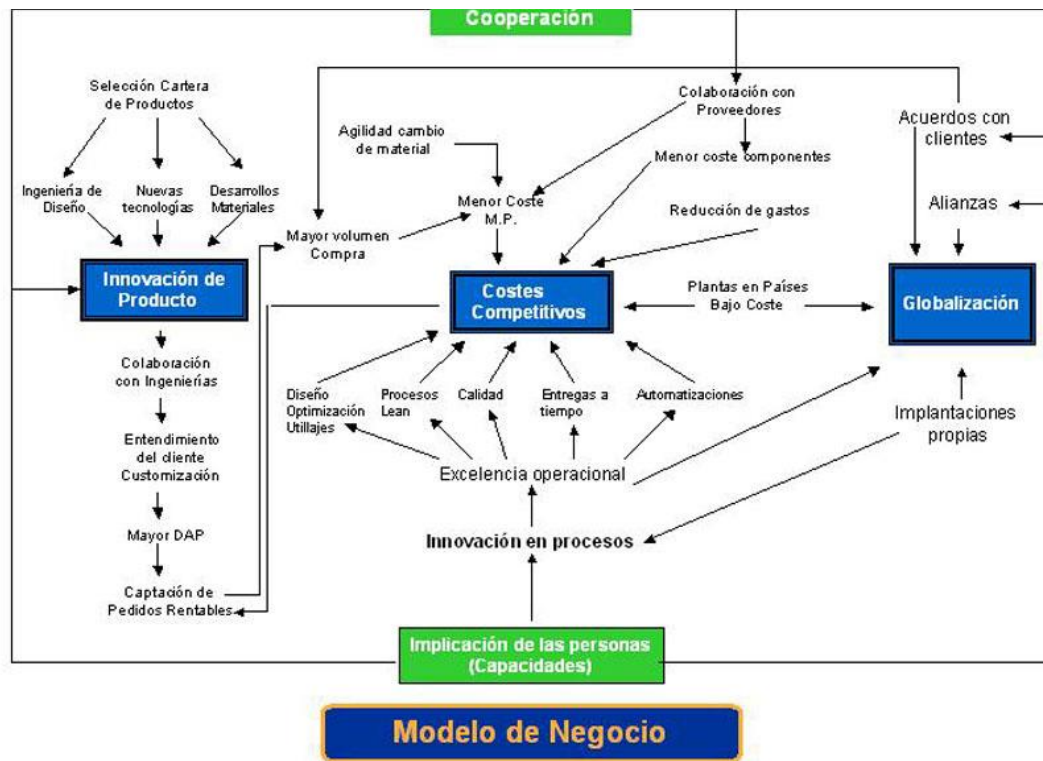 Cooperación
Selección Cartera
de Productos
Colaboración con
Proveedores
Acuerdos con
clientes
Agilidad cambio
de material
Menor coste componentes
Ingeniería de
Diseño
Nuevas
tecnologías
Desarrollos
Materiales
Menor Coste
M.P.
Reducción de gastos
Alianzas
Mayor volumen
Compra
Innovación de
Producto
Costes
Competitivos
Plantas en Países
Bajo Coste
Globalización
Colaboración
con Ingenierías
Diseño
Optimización
Utillajes
Procesos
Lean
Calidad
Entregas a
tiempo
Automatizaciones
Implantaciones
propias
Entendimiento
del cliente
Customización
Excelencia operacional
Mayor DAP
Innovación en procesos
Captación de
Pedidos Rentables
Implicación de las personas
(Capacidades)
Modelo de Negocio